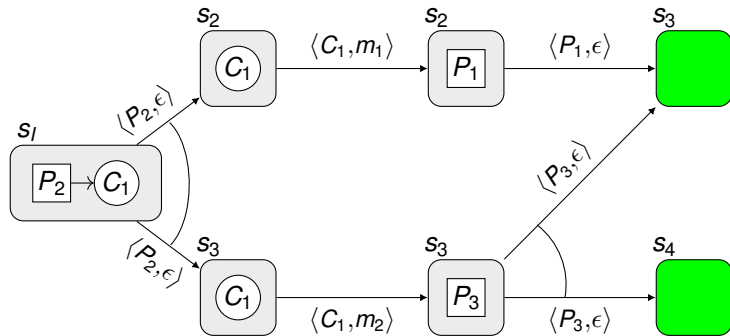 s₂
s₂
s₃
⟨C₁,m₁⟩
⟨P₁,ϵ⟩
C₁
P₁
⟨P₂,ϵ⟩
s_I
P₂
C₁
⟨P₃,ϵ⟩
⟨P₂,ϵ⟩
s₃
s₃
s₄
C₁
P₃
⟨C₁,m₂⟩
⟨P₃,ϵ⟩